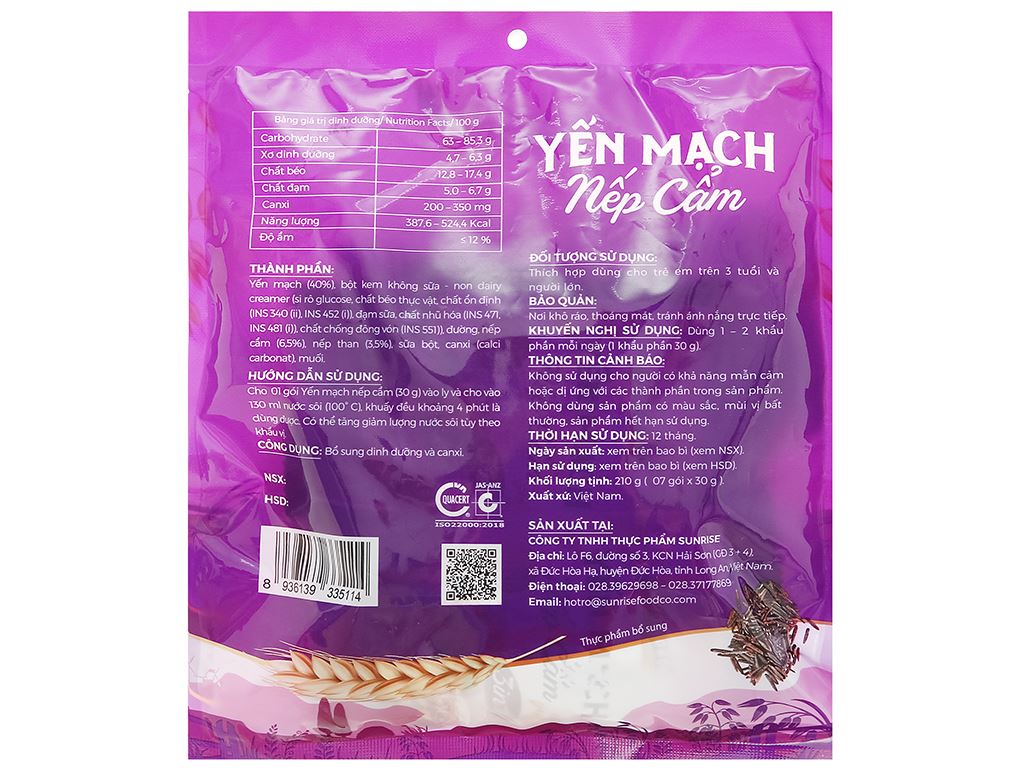 Bảng giá trị dinh dưỡng/ Nutrition Facts/ 100 g
Carbohydrate 63 – 85,3 g
Xơ dinh dưỡng 4,7 – 6,3 g
Chất béo 12,8 – 17,4 g
Chất đạm 5,0 – 6,7 g
Canxi 200 – 350 mg
Năng lượng 387,6 – 524,4 Kcal
Độ ẩm ≤ 12 %
THÀNH PHẦN:
Yến mạch (40%), bột kem không sữa - non dairy
creamer (si rô glucose, chất béo thực vật, chất ổn định
(INS 340 (ii), INS 452 (i)), đạm sữa, chất nhũ hóa (INS 471,
INS 481 (i)), chất chống đông vón (INS 551)), đường, nếp
cẩm (6,5%), nếp than (3,5%), sữa bột, canxi (calci
carbonat), muối.
HƯỚNG DẪN SỬ DỤNG:
Cho 01 gói Yến mạch nếp cẩm (30 g) vào ly và cho vào
130 ml nước sôi (100° C), khuấy đều khoảng 4 phút là
dùng được. Có thể tăng giảm lượng nước sôi tùy theo
khẩu vị.
CÔNG DỤNG: Bổ sung dinh dưỡng và canxi.
NSX:
HSD:
QUACERT
JAS-ANZ
ISO22000:2018
8 936139 335114
YẾN MẠCH
Nếp Cẩm
ĐỐI TƯỢNG SỬ DỤNG:
Thích hợp dùng cho trẻ em trên 3 tuổi và
người lớn.
BẢO QUẢN:
Nơi khô ráo, thoáng mát, tránh ánh nắng trực tiếp.
KHUYẾN NGHỊ SỬ DỤNG: Dùng 1 – 2 khẩu
phần mỗi ngày (1 khẩu phần 30 g).
THÔNG TIN CẢNH BÁO:
Không sử dụng cho người có khả năng mẫn cảm
hoặc dị ứng với các thành phần trong sản phẩm.
Không dùng sản phẩm có màu sắc, mùi vị bất
thường, sản phẩm hết hạn sử dụng.
THỜI HẠN SỬ DỤNG: 12 tháng.
Ngày sản xuất: xem trên bao bì (xem NSX).
Hạn sử dụng: xem trên bao bì (xem HSD).
Khối lượng tịnh: 210 g ( 07 gói x 30 g ).
Xuất xứ: Việt Nam.
SẢN XUẤT TẠI:
CÔNG TY TNHH THỰC PHẨM SUNRISE
Địa chỉ: Lô F6, đường số 3, KCN Hải Sơn (GĐ 3 + 4),
xã Đức Hòa Hạ, huyện Đức Hòa, tỉnh Long An, Việt Nam.
Điện thoại: 028.39629698 – 028.37177869
Email: hotro@sunrisefoodco.com
Thực phẩm bổ sung